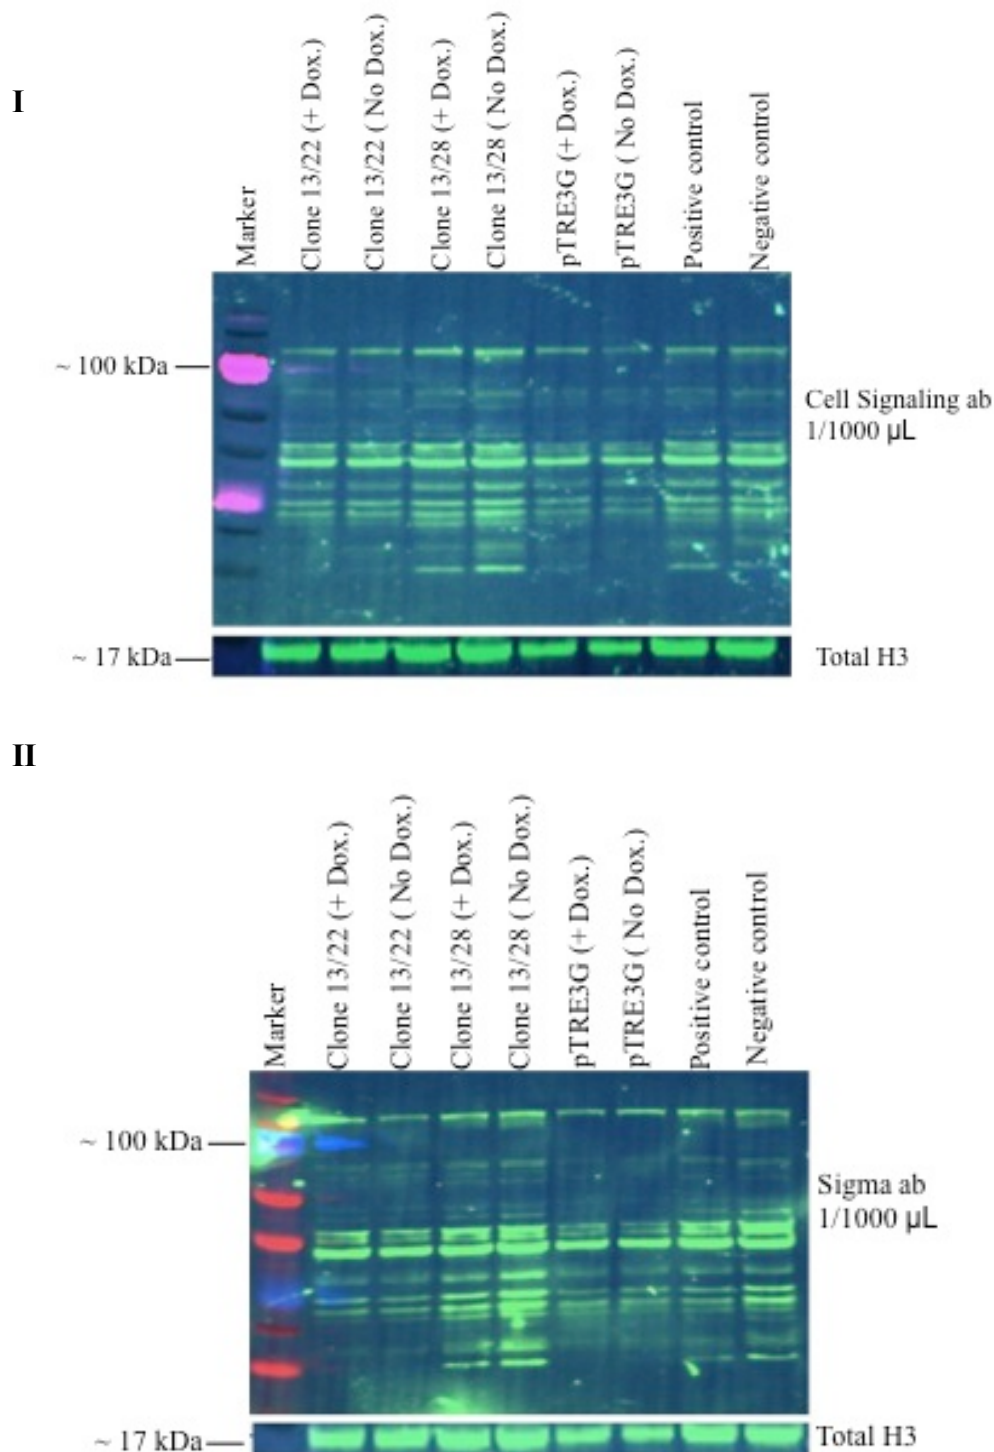 I
Marker
Clone 13/22 (+ Dox.)
Clone 13/22 ( No Dox.)
Clone 13/28 (+ Dox.)
Clone 13/28 ( No Dox.)
pTRE3G (+ Dox.)
pTRE3G ( No Dox.)
Positive control
Negative control
~ 100 kDa
Cell Signaling ab
1/1000 µL
~ 17 kDa
Total H3
II
Marker
Clone 13/22 (+ Dox.)
Clone 13/22 ( No Dox.)
Clone 13/28 (+ Dox.)
Clone 13/28 ( No Dox.)
pTRE3G (+ Dox.)
pTRE3G ( No Dox.)
Positive control
Negative control
~ 100 kDa
Sigma ab
1/1000 µL
~ 17 kDa
Total H3